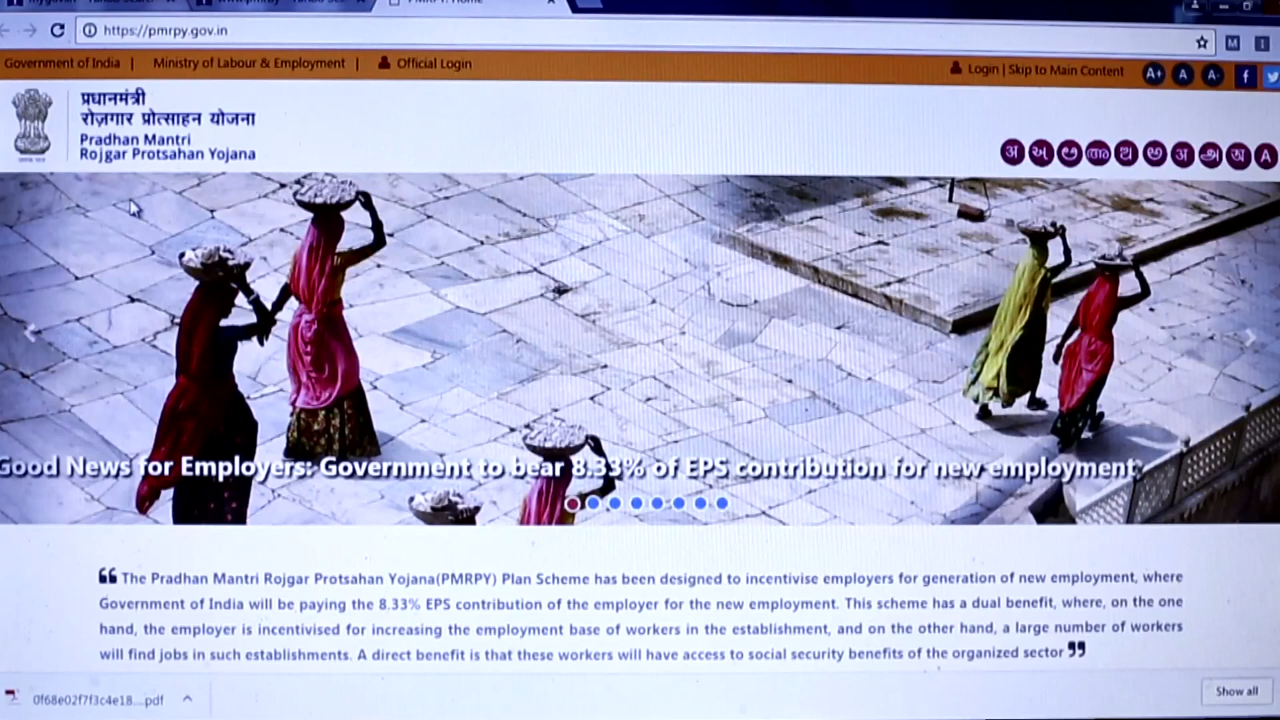 https://pmrpy.gov.in
Government of India | Ministry of Labour & Employment | Official Login
Login | Skip to Main Content A+ A A- f
प्रधानमंत्री
रोज़गार प्रोत्साहन योजना
Pradhan Mantri
Rojgar Protsahan Yojana
Good News for Employers: Government to bear 8.33% of EPS contribution for new employment
❝ The Pradhan Mantri Rojgar Protsahan Yojana(PMRPY) Plan Scheme has been designed to incentivise employers for generation of new employment, where
Government of India will be paying the 8.33% EPS contribution of the employer for the new employment. This scheme has a dual benefit, where, on the one
hand, the employer is incentivised for increasing the employment base of workers in the establishment, and on the other hand, a large number of workers
will find jobs in such establishments. A direct benefit is that these workers will have access to social security benefits of the organized sector ❞
0f68e02f7f3c4e18....pdf
Show all